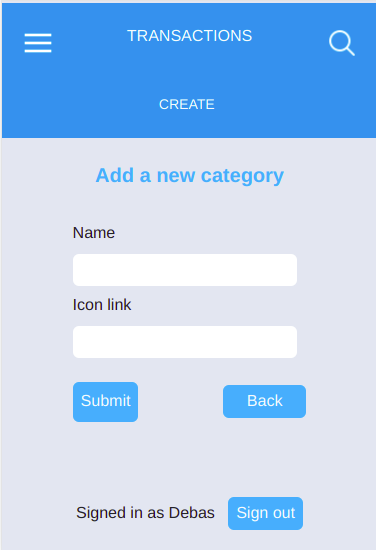 TRANSACTIONS
CREATE
Add a new category
Name
Icon link
Submit Back
Signed in as Debas Sign out